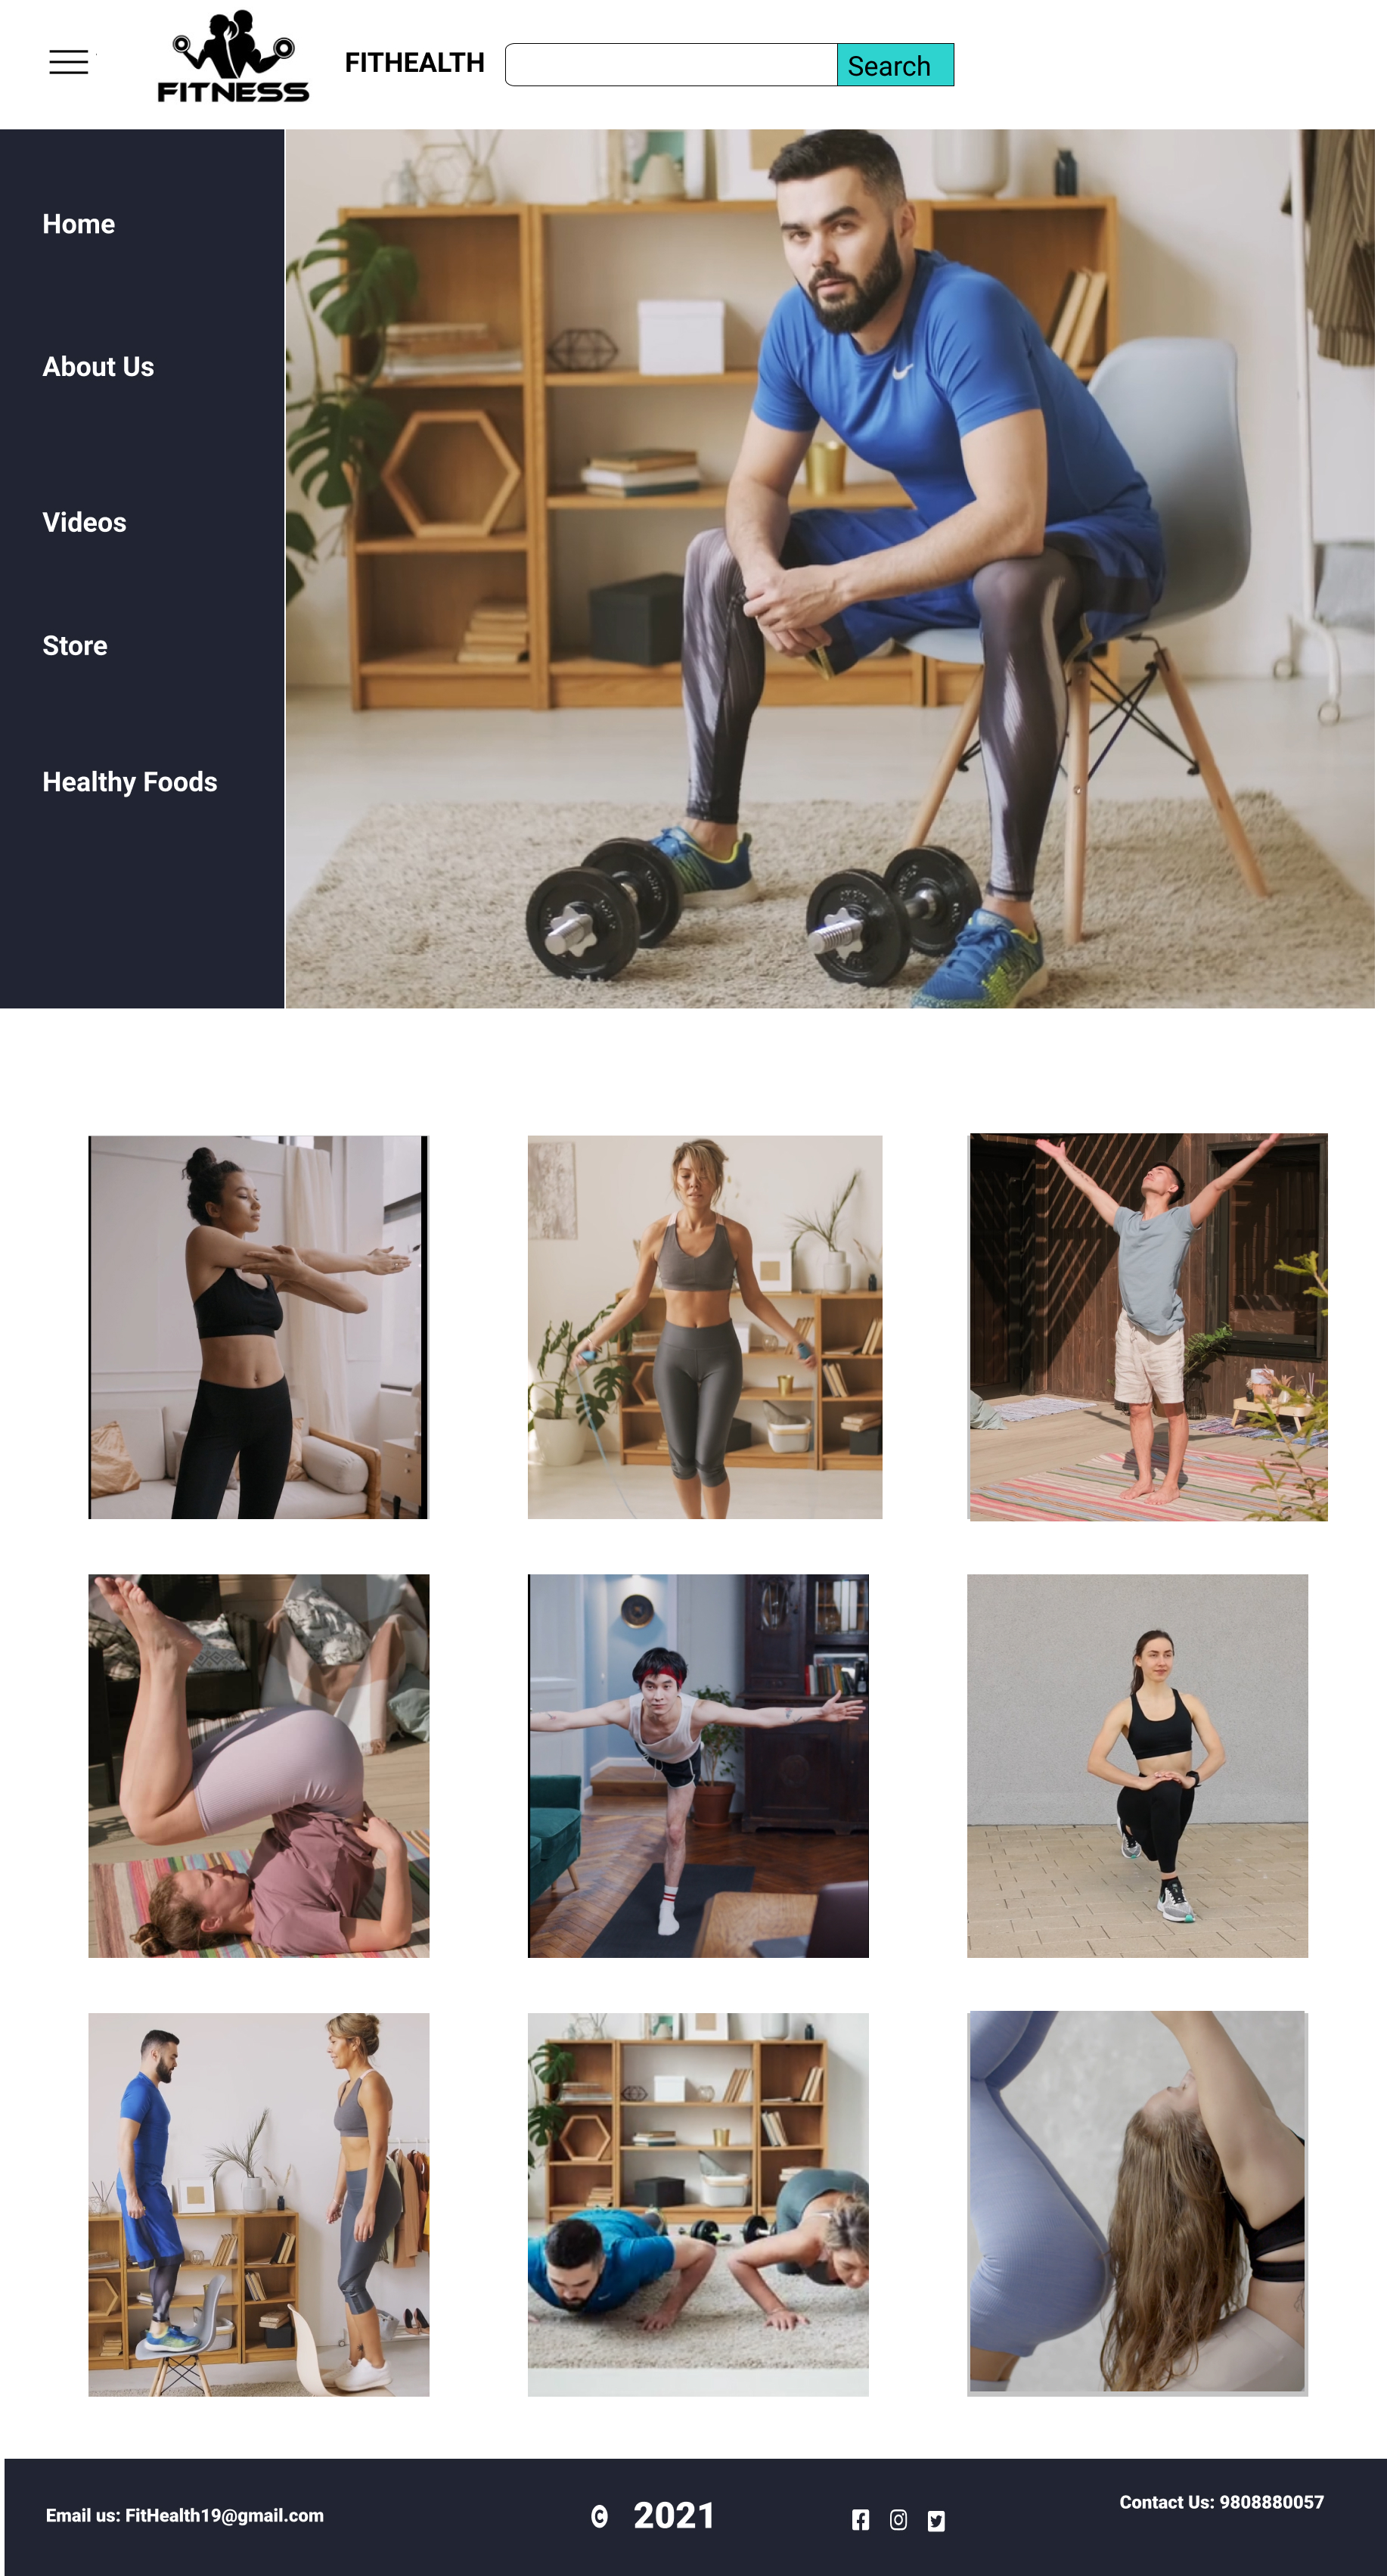 FITNESS
FITHEALTH
Search
Home
About Us
Videos
Store
Healthy Foods
Email us: FitHealth19@gmail.com
© 2021
Contact Us: 9808880057